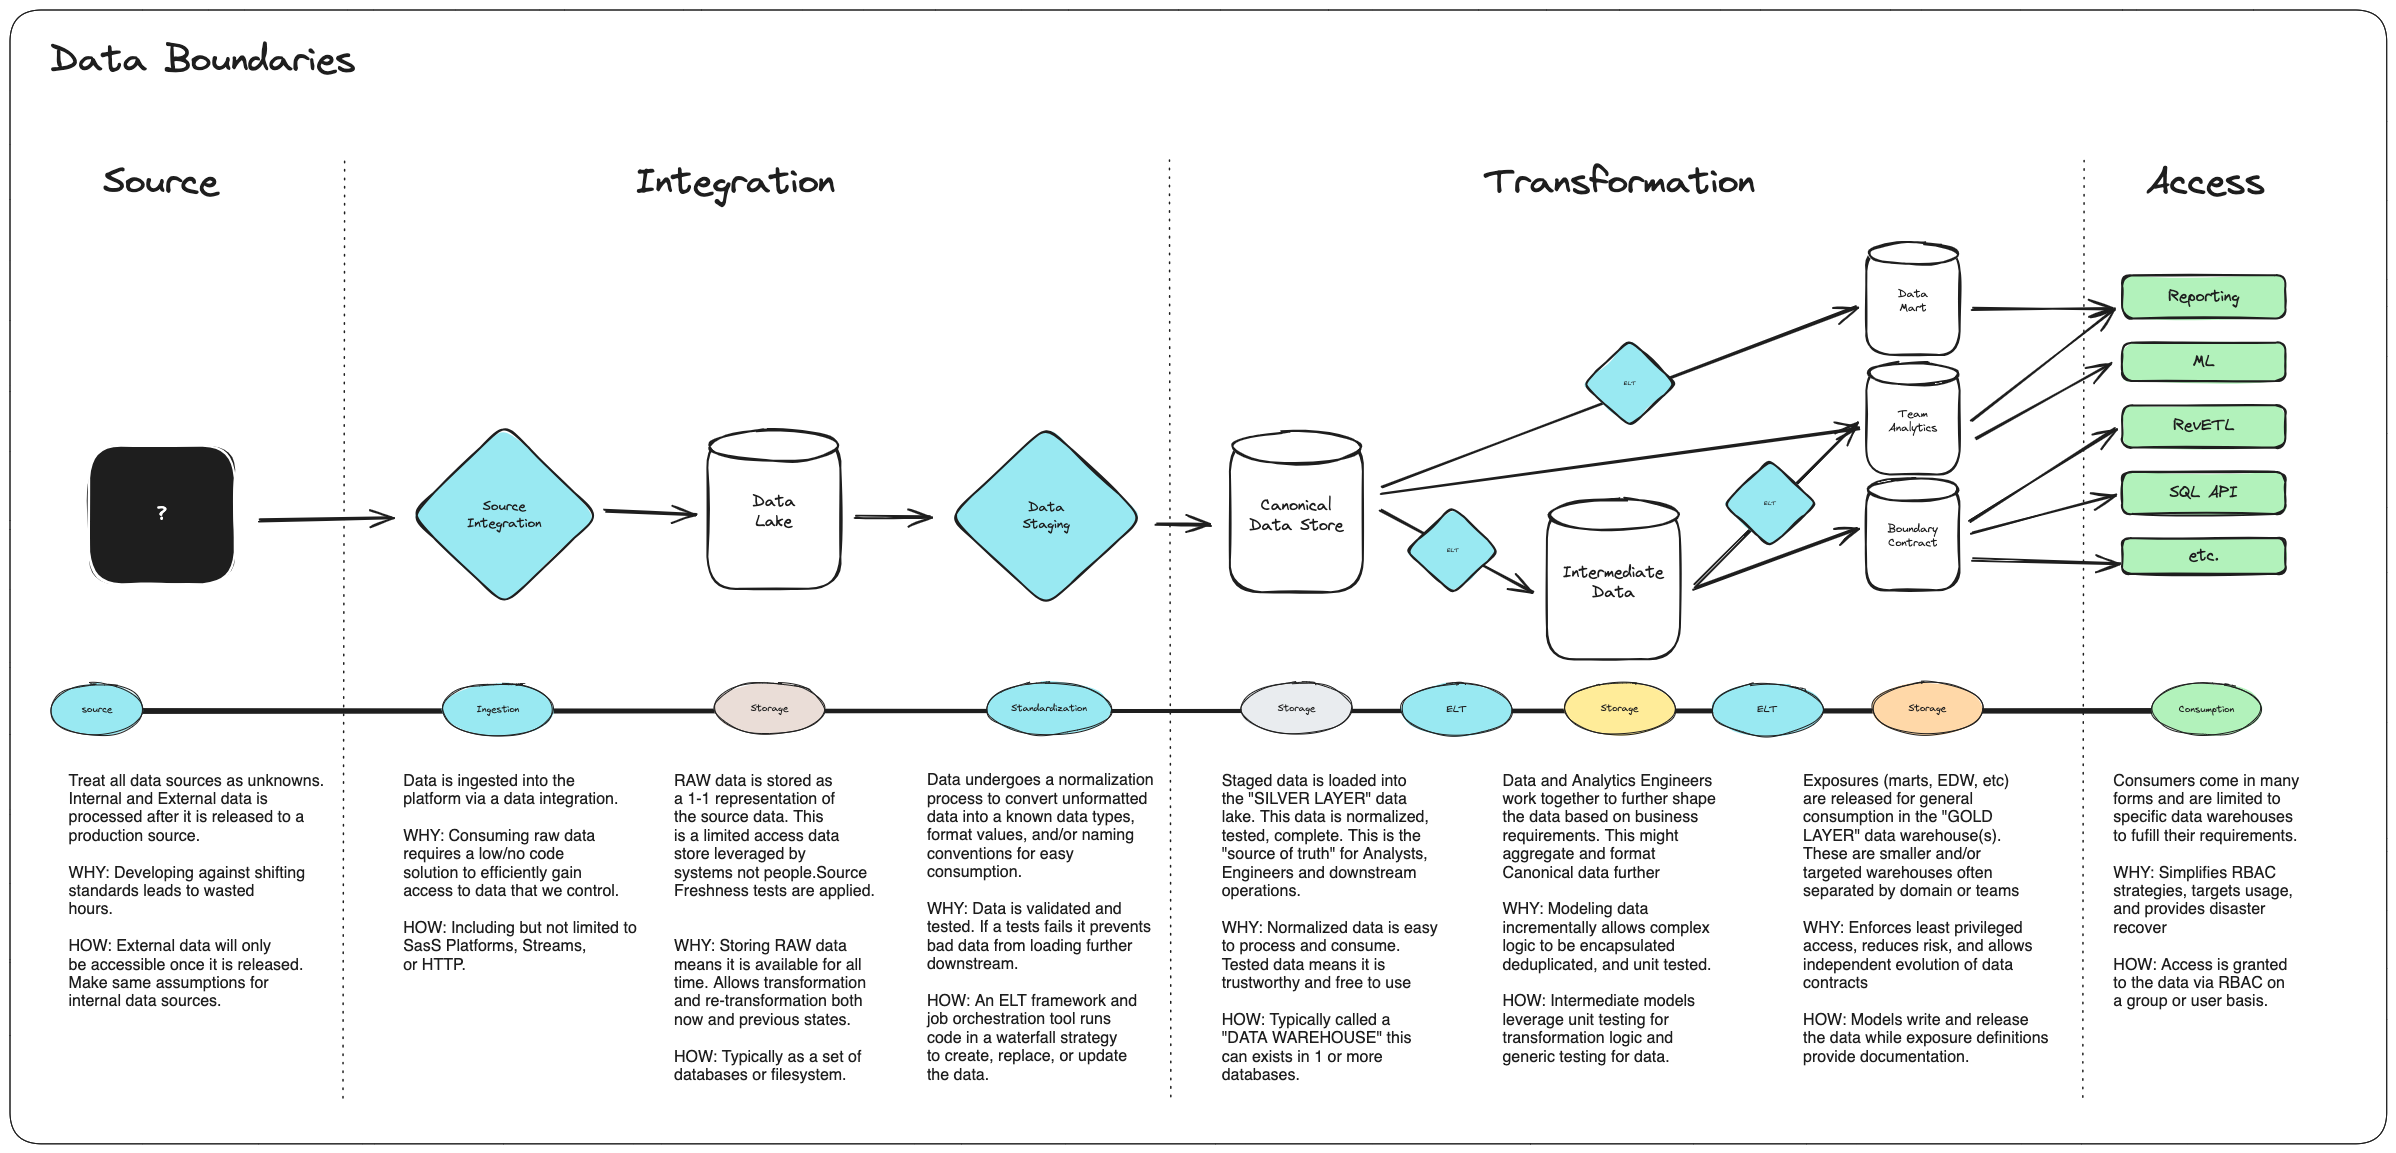 Data Boundaries
Source
Integration
Transformation
Access
?
Source
Integration
Data
Lake
Data
Staging
Canonical
Data Store
ELT
ELT
Intermediate
Data
ELT
Data
Mart
Team
Analytics
Boundary
Contract
Reporting
ML
RevETL
SQL API
etc.
source
Ingestion
Storage
Standardization
Storage
ELT
Storage
ELT
Storage
Consumption
Treat all data sources as unknowns.
Internal and External data is
processed after it is released to a
production source.
WHY: Developing against shifting
standards leads to wasted
hours.
HOW: External data will only
be accessible once it is released.
Make same assumptions for
internal data sources.
Data is ingested into the
platform via a data integration.
WHY: Consuming raw data
requires a low/no code
solution to efficiently gain
access to data that we control.
HOW: Including but not limited to
SasS Platforms, Streams,
or HTTP.
RAW data is stored as
a 1-1 representation of
the source data. This
is a limited access data
store leveraged by
systems not people.Source
Freshness tests are applied.
WHY: Storing RAW data
means it is available for all
time. Allows transformation
and re-transformation both
now and previous states.
HOW: Typically as a set of
databases or filesystem.
Data undergoes a normalization
process to convert unformatted
data into a known data types,
format values, and/or naming
conventions for easy
consumption.
WHY: Data is validated and
tested. If a tests fails it prevents
bad data from loading further
downstream.
HOW: An ELT framework and
job orchestration tool runs
code in a waterfall strategy
to create, replace, or update
the data.
Staged data is loaded into
the "SILVER LAYER" data
lake. This data is normalized,
tested, complete. This is the
"source of truth" for Analysts,
Engineers and downstream
operations.
WHY: Normalized data is easy
to process and consume.
Tested data means it is
trustworthy and free to use
HOW: Typically called a
"DATA WAREHOUSE" this
can exists in 1 or more
databases.
Data and Analytics Engineers
work together to further shape
the data based on business
requirements. This might
aggregate and format
Canonical data further
WHY: Modeling data
incrementally allows complex
logic to be encapsulated
deduplicated, and unit tested.
HOW: Intermediate models
leverage unit testing for
transformation logic and
generic testing for data.
Exposures (marts, EDW, etc)
are released for general
consumption in the "GOLD
LAYER" data warehouse(s).
These are smaller and/or
targeted warehouses often
separated by domain or teams
WHY: Enforces least privileged
access, reduces risk, and allows
independent evolution of data
contracts
HOW: Models write and release
the data while exposure definitions
provide documentation.
Consumers come in many
forms and are limited to
specific data warehouses
to fufill their requirements.
WHY: Simplifies RBAC
strategies, targets usage,
and provides disaster
recover
HOW: Access is granted
to the data via RBAC on
a group or user basis.